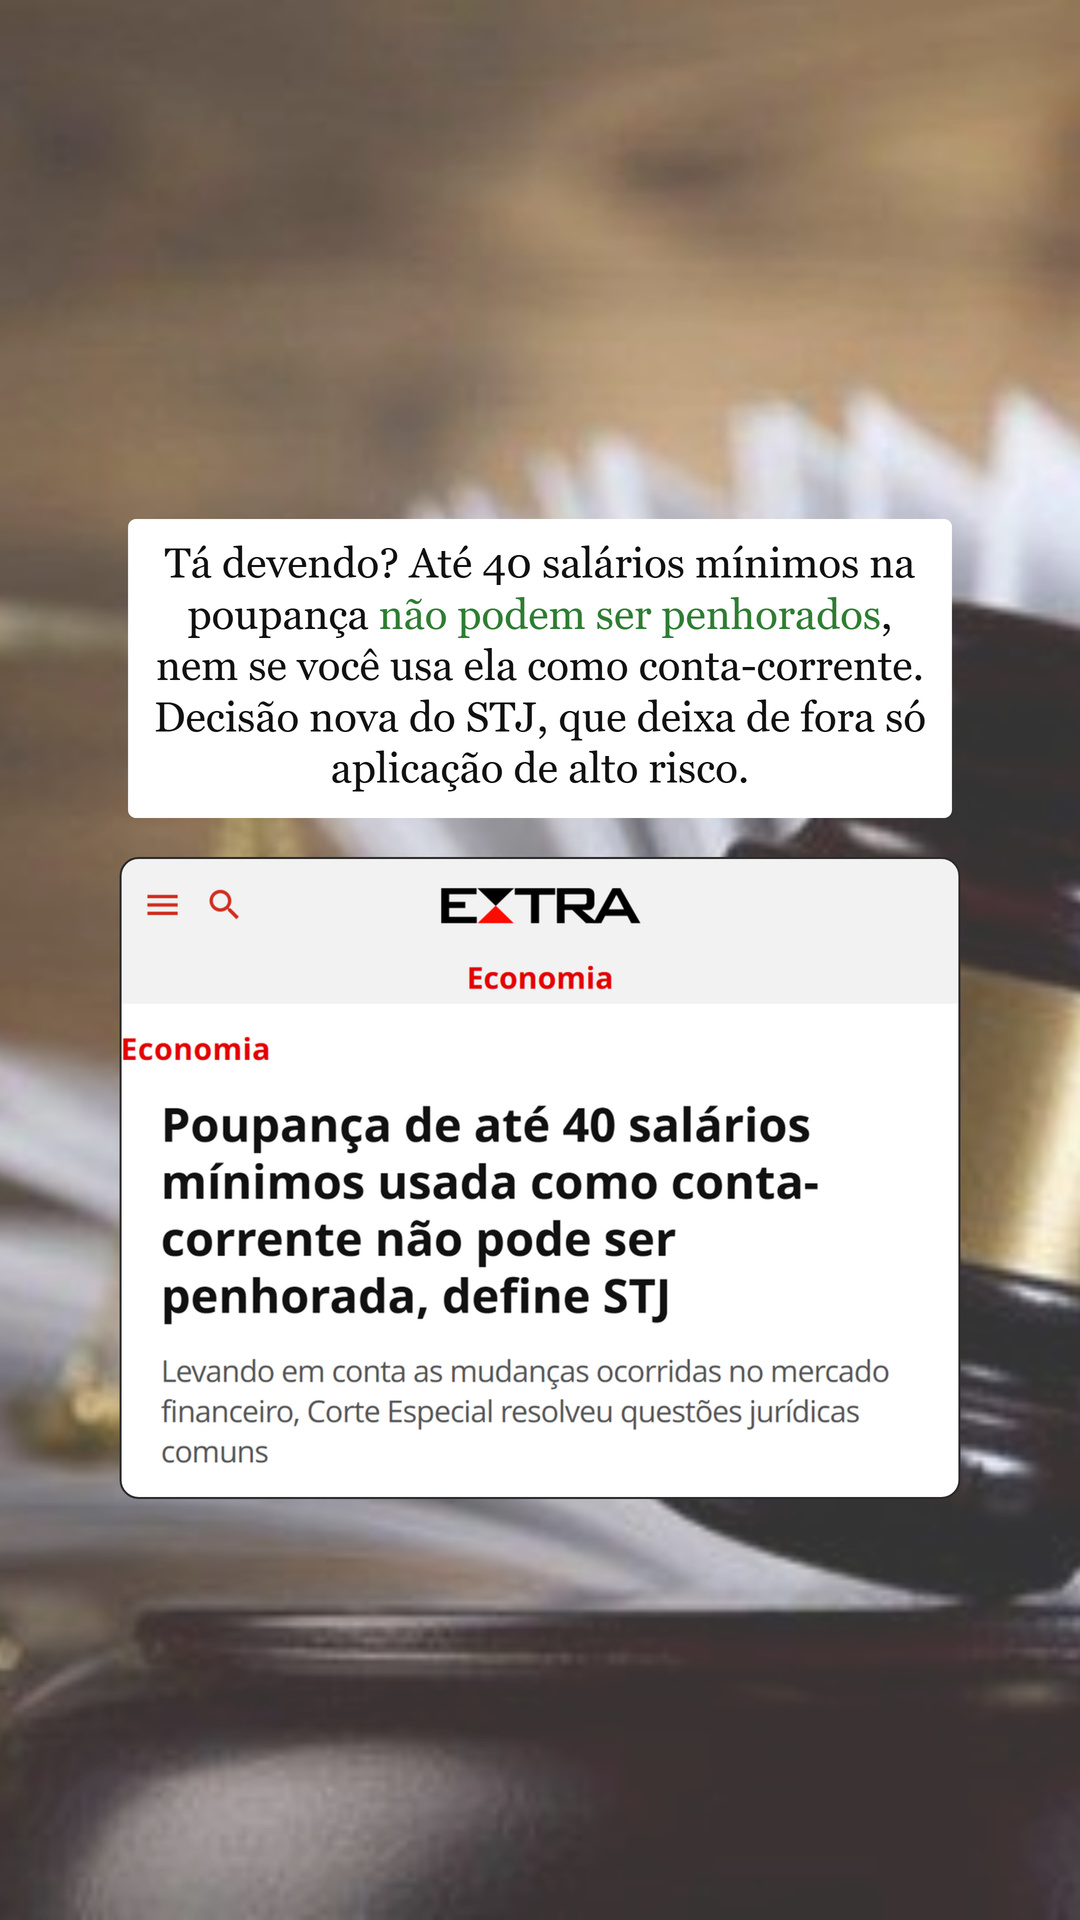 Tá devendo? Até 40 salários mínimos na
poupança não podem ser penhorados,
nem se você usa ela como conta-corrente.
Decisão nova do STJ, que deixa de fora só
aplicação de alto risco.
EXTRA
Economia
Economia
Poupança de até 40 salários
mínimos usada como conta-
corrente não pode ser
penhorada, define STJ
Levando em conta as mudanças ocorridas no mercado
financeiro, Corte Especial resolveu questões jurídicas
comuns